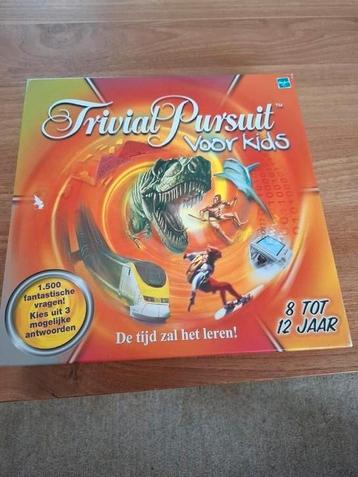 Trivial Pursuit™
voor kids
1.500
fantastische
vragen!
Kies uit 3
mogelijke
antwoorden
De tijd zal het leren!
8 TOT
12 JAAR